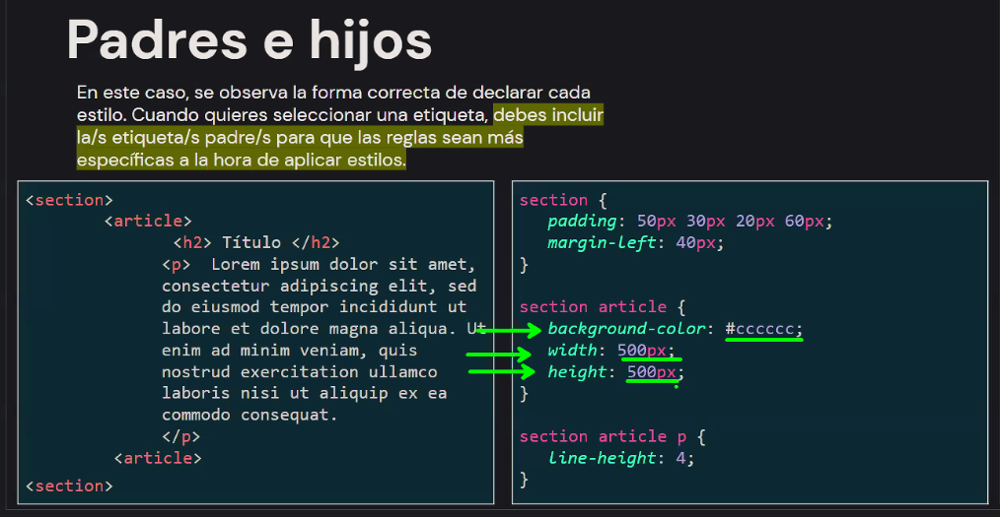 Padres e hijos
En este caso, se observa la forma correcta de declarar cada
estilo. Cuando quieres seleccionar una etiqueta, debes incluir
la/s etiqueta/s padre/s para que las reglas sean más
específicas a la hora de aplicar estilos.
<section>
<article>
<h2> Título </h2>
<p>  Lorem ipsum dolor sit amet,
consectetur adipiscing elit, sed
do eiusmod tempor incididunt ut
labore et dolore magna aliqua. Ut
enim ad minim veniam, quis
nostrud exercitation ullamco
laboris nisi ut aliquip ex ea
commodo consequat.
</p>
<article>
<section>
section {
padding: 50px 30px 20px 60px;
margin-left: 40px;
}
section article {
background-color: #cccccc;
width: 500px;
height: 500px;
}
section article p {
line-height: 4;
}